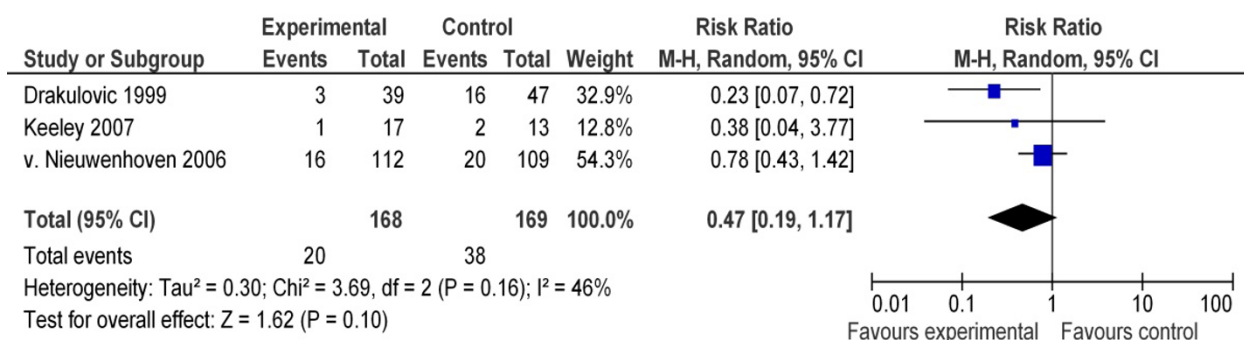 Experimental Control Risk Ratio Risk Ratio
Study or Subgroup Events Total Events Total Weight M-H, Random, 95% CI M-H, Random, 95% CI
Drakulovic 1999 3 39 16 47 32.9% 0.23 [0.07, 0.72]
Keeley 2007 1 17 2 13 12.8% 0.38 [0.04, 3.77]
v. Nieuwenhoven 2006 16 112 20 109 54.3% 0.78 [0.43, 1.42]
Total (95% CI) 168 169 100.0% 0.47 [0.19, 1.17]
Total events 20 38
Heterogeneity: Tau² = 0.30; Chi² = 3.69, df = 2 (P = 0.16); I² = 46%
Test for overall effect: Z = 1.62 (P = 0.10)
0.01 0.1 1 10 100
Favours experimental Favours control